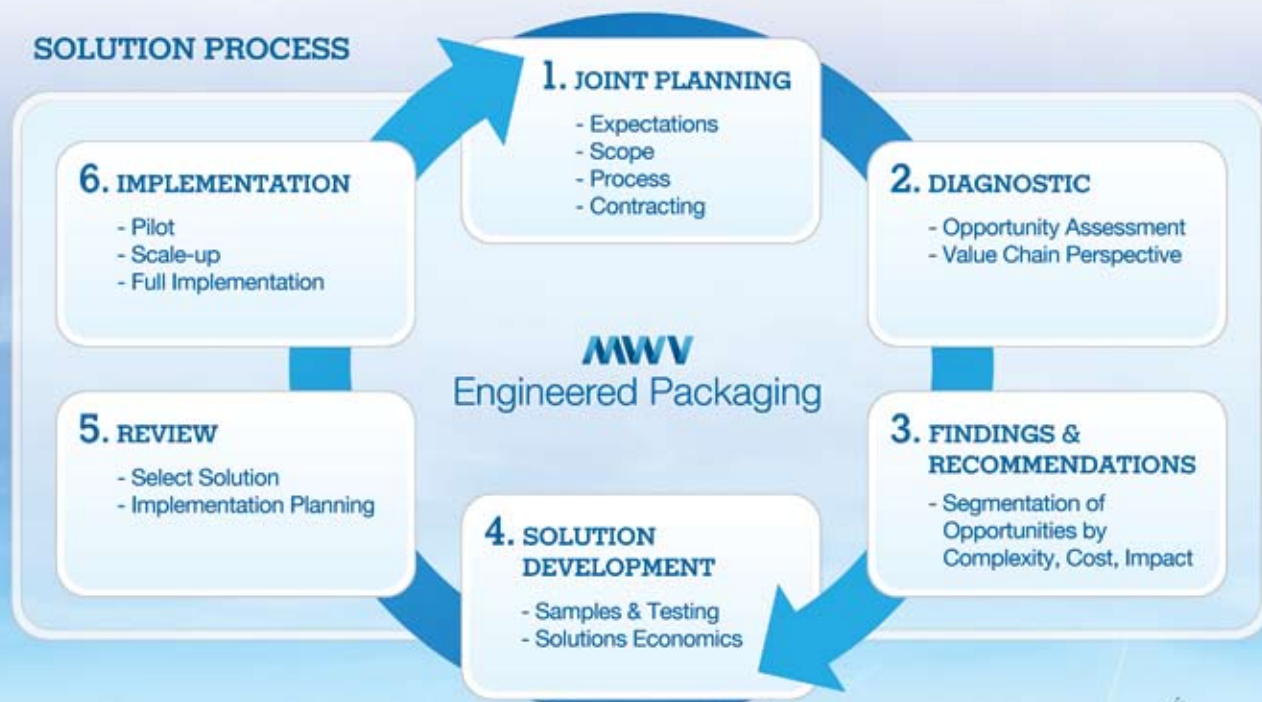 SOLUTION PROCESS
1. JOINT PLANNING
- Expectations
- Scope
- Process
- Contracting
2. DIAGNOSTIC
- Opportunity Assessment
- Value Chain Perspective
3. FINDINGS &
RECOMMENDATIONS
- Segmentation of
Opportunities by
Complexity, Cost, Impact
4. SOLUTION
DEVELOPMENT
- Samples & Testing
- Solutions Economics
5. REVIEW
- Select Solution
- Implementation Planning
6. IMPLEMENTATION
- Pilot
- Scale-up
- Full Implementation
MWV
Engineered Packaging